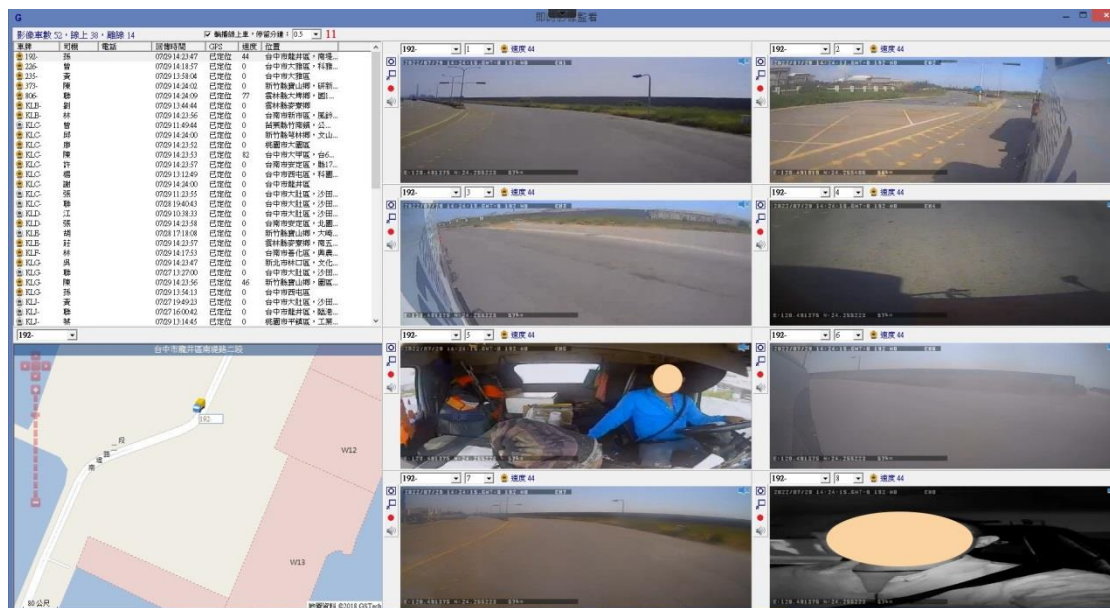 G
即時影像監看
影像車數 52,線上 38,離線 14
輪播線上車,停留分鐘: 0.5 11
車牌 司機 電話 回傳時間 GPS 速度 位置
192- 孫 07/29 14:23:47 已定位 44 台中市龍井區,南堤...
226- 曾 07/29 14:18:57 已定位 0 台中市大雅區,科雅...
235- 黃 07/29 13:58:04 已定位 0 台中市大雅區
373- 陳 07/29 14:24:02 已定位 0 新竹縣寶山鄉,研新...
806- 聯 07/29 14:24:09 已定位 77 雲林縣大埤鄉,國1...
KLB- 劉 07/29 13:44:44 已定位 0 雲林縣麥寮鄉
KLB- 林 07/29 14:23:56 已定位 0 台南市新市區,
KLC- 曾 07/29 11:49:44 已定位 0 苗栗縣竹南鎮,公...
KLC- 邱 07/29 14:24:00 已定位 0 新竹縣芎林鄉,文山...
KLC- 廖 07/29 14:23:52 已定位 0 桃園市大園區
KLC- 陳 07/29 14:23:53 已定位 82 台中市大甲區,台6...
KLC- 許 07/29 14:23:57 已定位 0 台南市安定區,縣17...
KLC- 楊 07/29 13:12:49 已定位 0 台中市西屯區,科園...
KLC- 謝 07/29 14:24:00 已定位 0 台中市龍井區
KLC- 張 07/29 11:23:55 已定位 0 台中市大肚區,沙田...
KLC- 聯 07/28 19:40:43 已定位 0 台中市大肚區,沙田...
KLD- 江 07/29 10:38:33 已定位 0 台中市大肚區,沙田...
KLD- 張 07/29 14:23:58 已定位 0 台南市安定區,北園...
KLE- 胡 07/28 17:18:08 已定位 0 新竹縣寶山鄉,大崎...
KLE- 莊 07/29 14:23:57 已定位 0 雲林縣麥寮鄉,南五...
KLF- 林 07/29 14:17:53 已定位 0 台南市善化區,興農...
KLG- 吳 07/29 14:23:47 已定位 0 新北市林口區,文化...
KLG- 聯 07/27 13:27:00 已定位 0 台中市大肚區,沙田...
KLG- 陳 07/29 14:23:56 46 新竹縣寶山鄉,園區...
KLG- 孫 07/29 13:54:13 已定位 0 台中市西屯區
KLJ- 黃 07/27 19:49:23 已定位 0 台中市大肚區,沙田...
KLJ- 聯 07/27 16:00:42 已定位 0 台中市龍井區,臨港...
KLJ- 07/29 13:14:45 已定位 0 桃園市平鎮區,工業...
192-
台中市龍井區南堤路二段
192-
南堤路二段
W12
W13
80 公尺
地圖資料 ©2018 GSTech
192- 1 速度 44
192- 2 速度 44
192- 3 速度 44
192- 4 速度 44
192- 5 速度 44
192- 6 速度 44
192- 7 速度 44
192- 8 速度 44